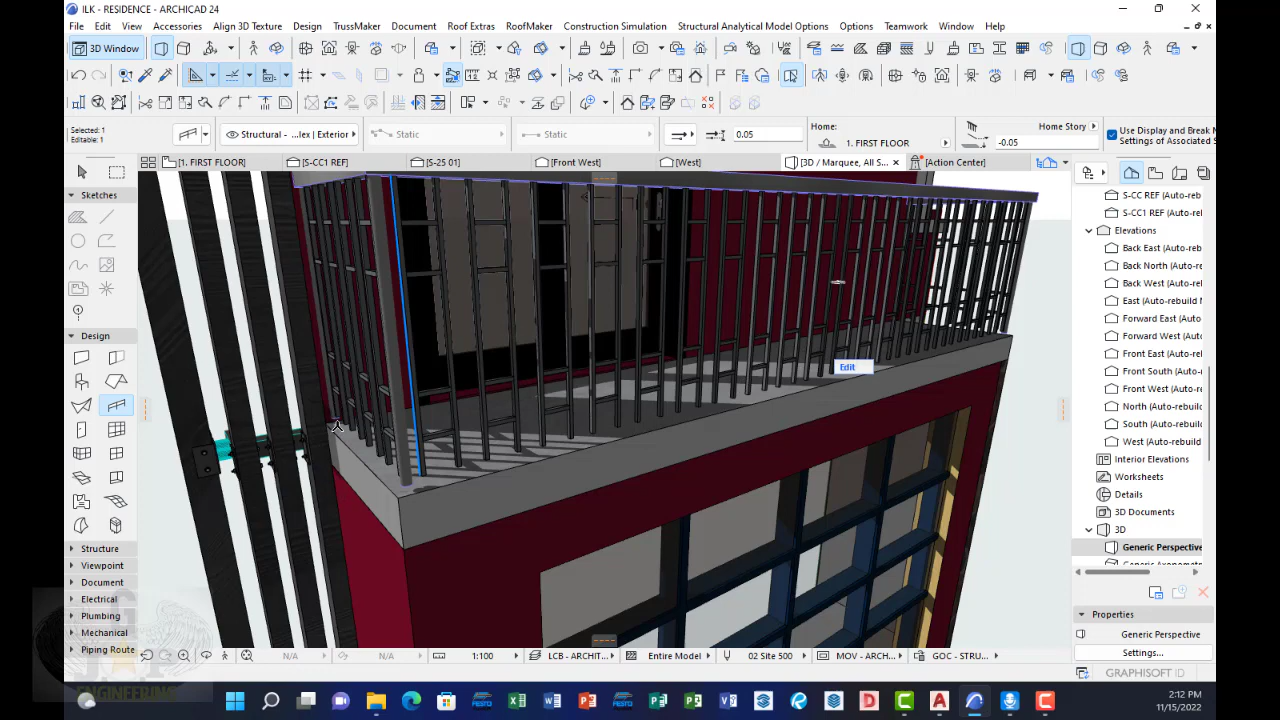 ILK - RESIDENCE - ARCHICAD 24
File Edit View Accessories Align 3D Texture Design TrussMaker Document Roof Extras RoofMaker Construction Simulation Structural Analytical Model Options Options Teamwork Window Help
3D Window
Selected: 1
Editable: 1
Structural - ...lex | Exterior
Static
Static
0.05
Home:
1. FIRST FLOOR
Home Story
-0.05
Use Display and Break
Settings of Associated S
[1. FIRST FLOOR]
[S-CC1 REF]
[S-25 01]
[Front West]
[West]
[3D / Marquee, All S...
[Action Center]
Sketches
Design
Structure
Viewpoint
Document
Electrical
Plumbing
Mechanical
Piping Route
Edit
S-CC REF (Auto-reb
S-CC1 REF (Auto-re
Elevations
Back East (Auto-reb
Back North (Auto-re
Back West (Auto-re
East (Auto-rebuild M
Forward East (Auto-
Forward West (Auto
Front East (Auto-reb
Front South (Auto-r
Front West (Auto-re
North (Auto-rebuild
South (Auto-rebuild
West (Auto-rebuild
Interior Elevations
Worksheets
Details
3D Documents
3D
Generic Perspective
Generic Axonometr
Properties
Generic Perspective
Settings...
GRAPHISOFT ID
N/A
N/A
1:100
LCB - ARCHIT...
Entire Model
02 Site 500
MOV - ARCH...
GOC - STRU...
ENGINEERING
2:12 PM
11/15/2022